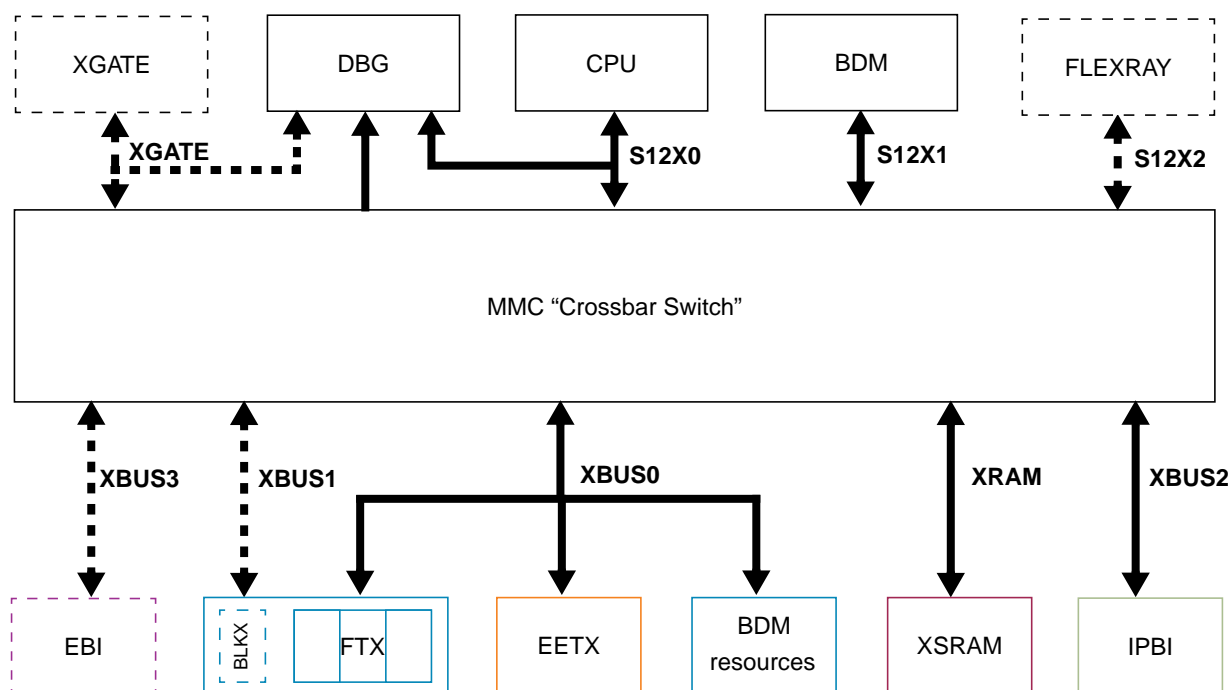 XGATE
DBG
CPU
BDM
FLEXRAY
XGATE
S12X0
S12X1
S12X2
MMC “Crossbar Switch”
XBUS3
XBUS1
XBUS0
XRAM
XBUS2
EBI
BLKX
FTX
EETX
BDM
resources
XSRAM
IPBI